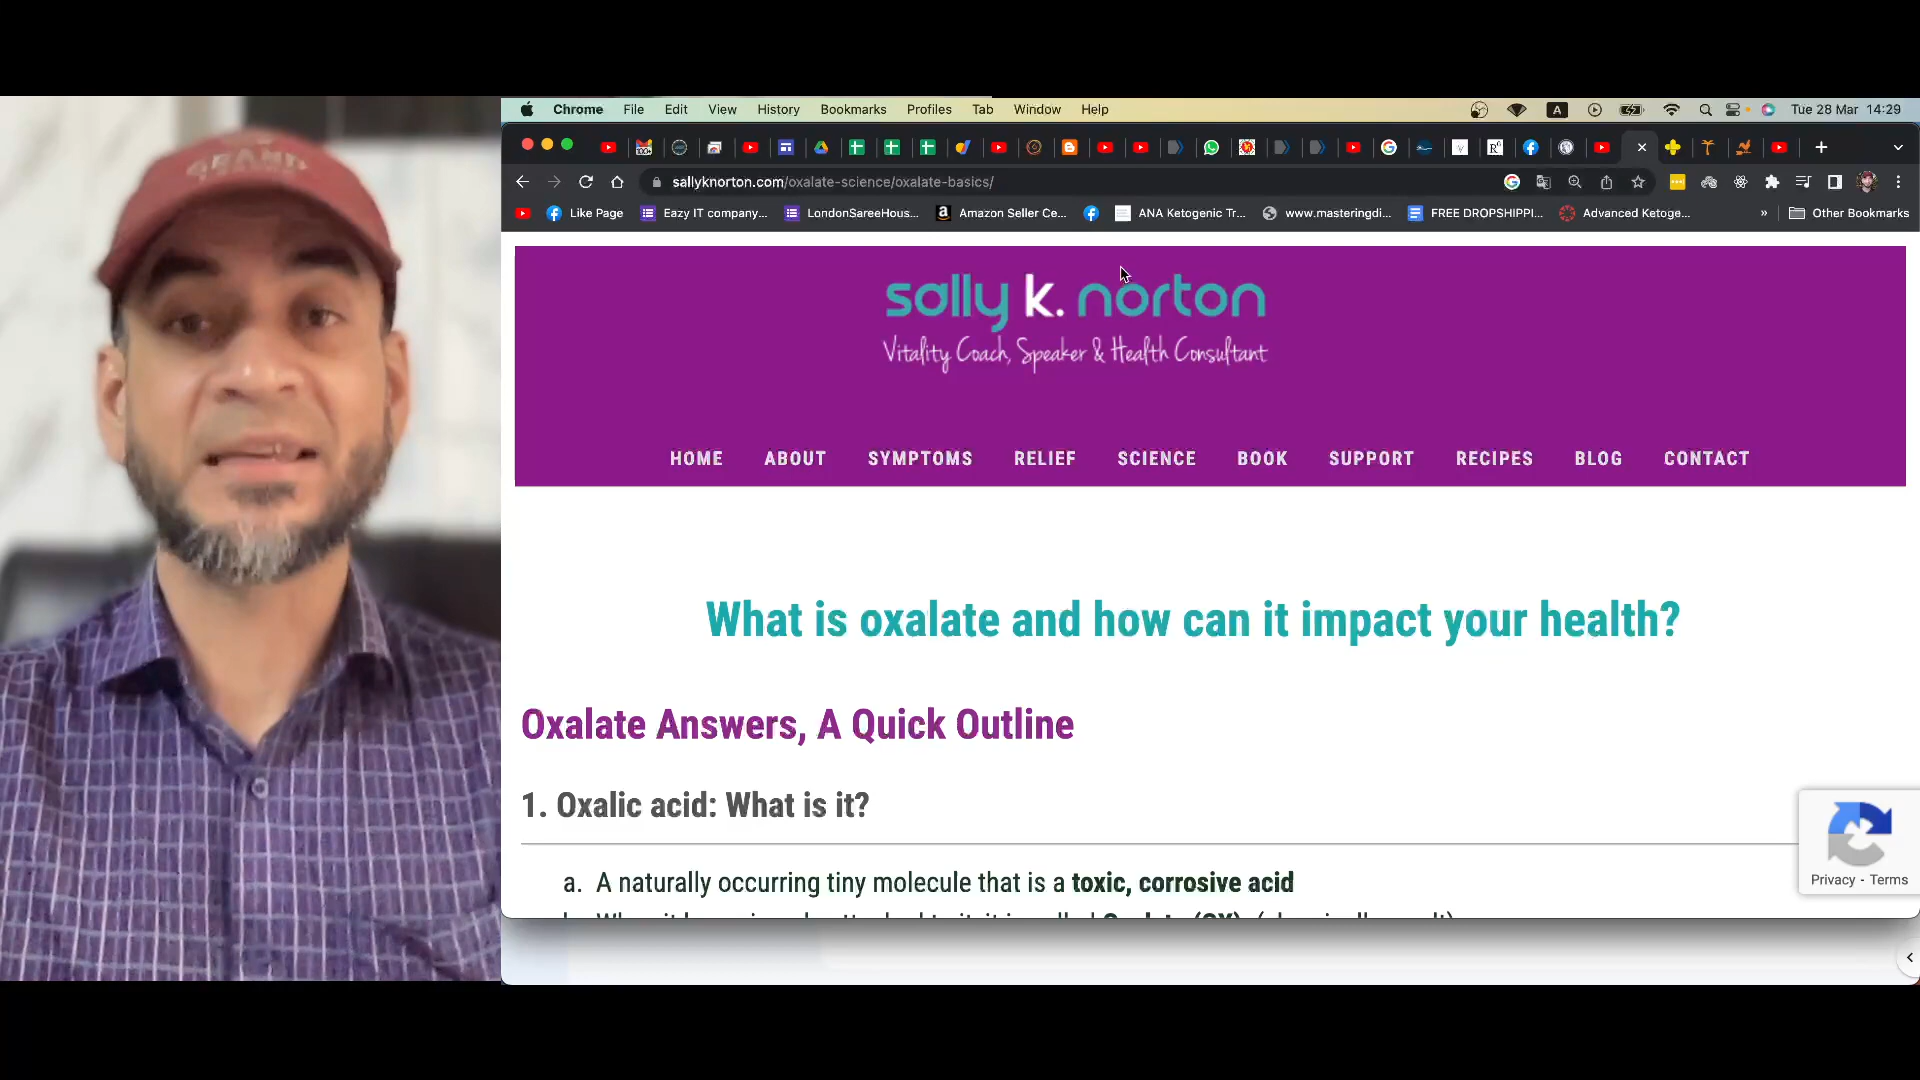 GRAND
Chrome File Edit View History Bookmarks Profiles Tab Window Help
A
Tue 28 Mar 14:29
sallyknorton.com/oxalate-science/oxalate-basics/
Like Page
Eazy IT company...
LondonSareeHous...
Amazon Seller Ce...
ANA Ketogenic Tr...
www.masteringdi...
FREE DROPSHIPPI...
Advanced Ketoge...
»
Other Bookmarks
sally k. norton
Vitality Coach, Speaker & Health Consultant
HOME ABOUT SYMPTOMS RELIEF SCIENCE BOOK SUPPORT RECIPES BLOG CONTACT
What is oxalate and how can it impact your health?
Oxalate Answers, A Quick Outline
1. Oxalic acid: What is it?
a. A naturally occurring tiny molecule that is a toxic, corrosive acid
Privacy - Terms